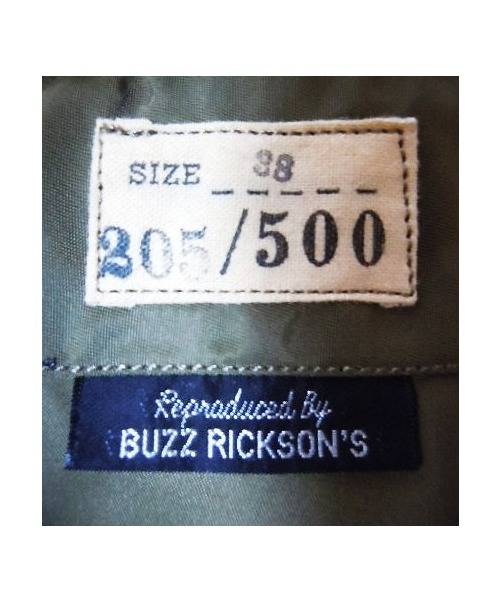 SIZE 38
205/500
Reproduced By
BUZZ RICKSON'S